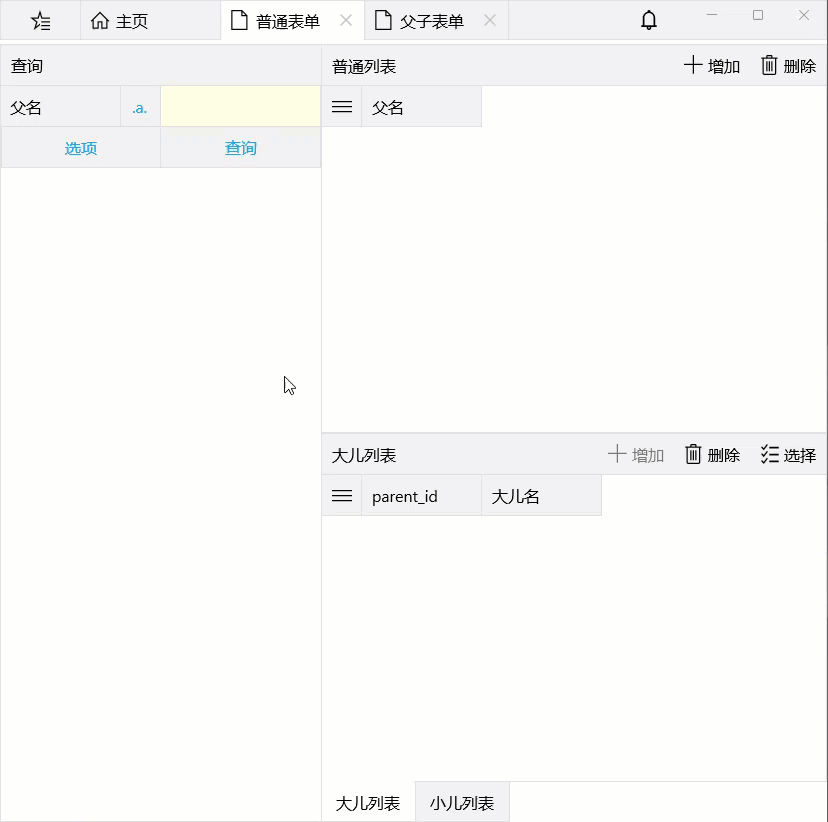 主页 普通表单 父子表单
查询 普通列表 增加 删除
父名 .a. 父名
选项 查询
大儿列表 增加 删除 选择
parent_id 大儿名
大儿列表 小儿列表